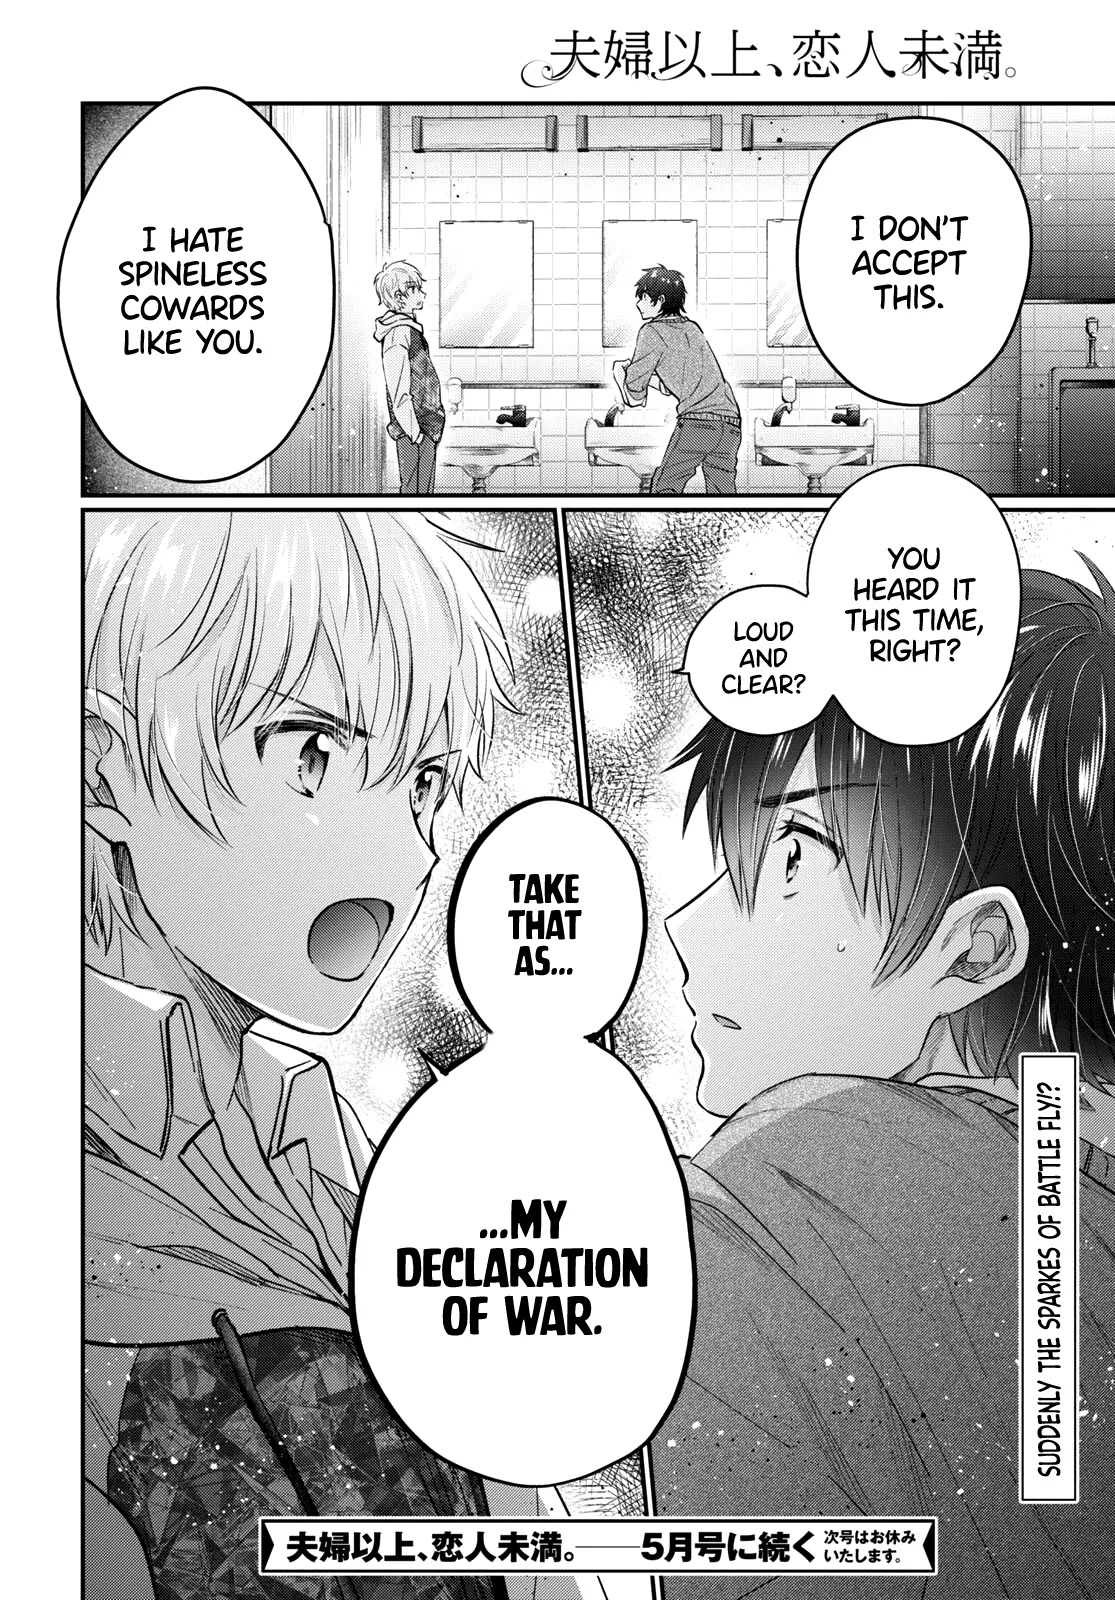 夫婦以上、恋人未満。
I DON'T
ACCEPT
THIS.
I HATE
SPINELESS
COWARDS
LIKE YOU.
YOU
HEARD IT
THIS TIME,
RIGHT?
LOUD
AND
CLEAR?
TAKE
THAT
AS...
...MY
DECLARATION
OF WAR.
SUDDENLY THE SPARKES OF BATTLE FLY!?
夫婦以上、恋人未満。――5月号に続く
次号はお休み
いたします。